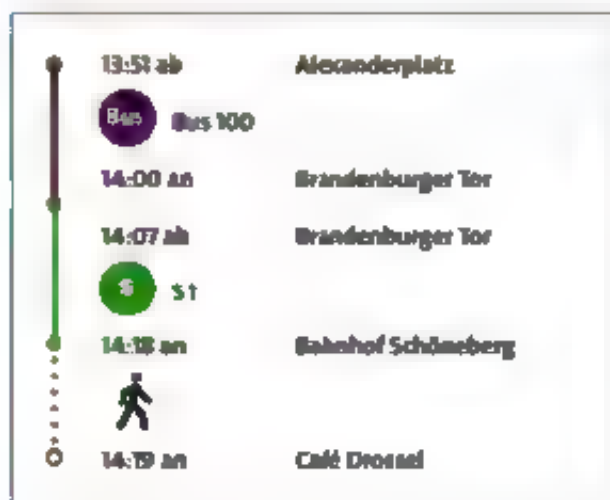 13:51 ab Alexanderplatz
Bus Bus 100
14:00 an Brandenburger Tor
14:07 ab Brandenburger Tor
S S1
14:18 an Bahnhof Schöneberg
14:19 an Café Drossel